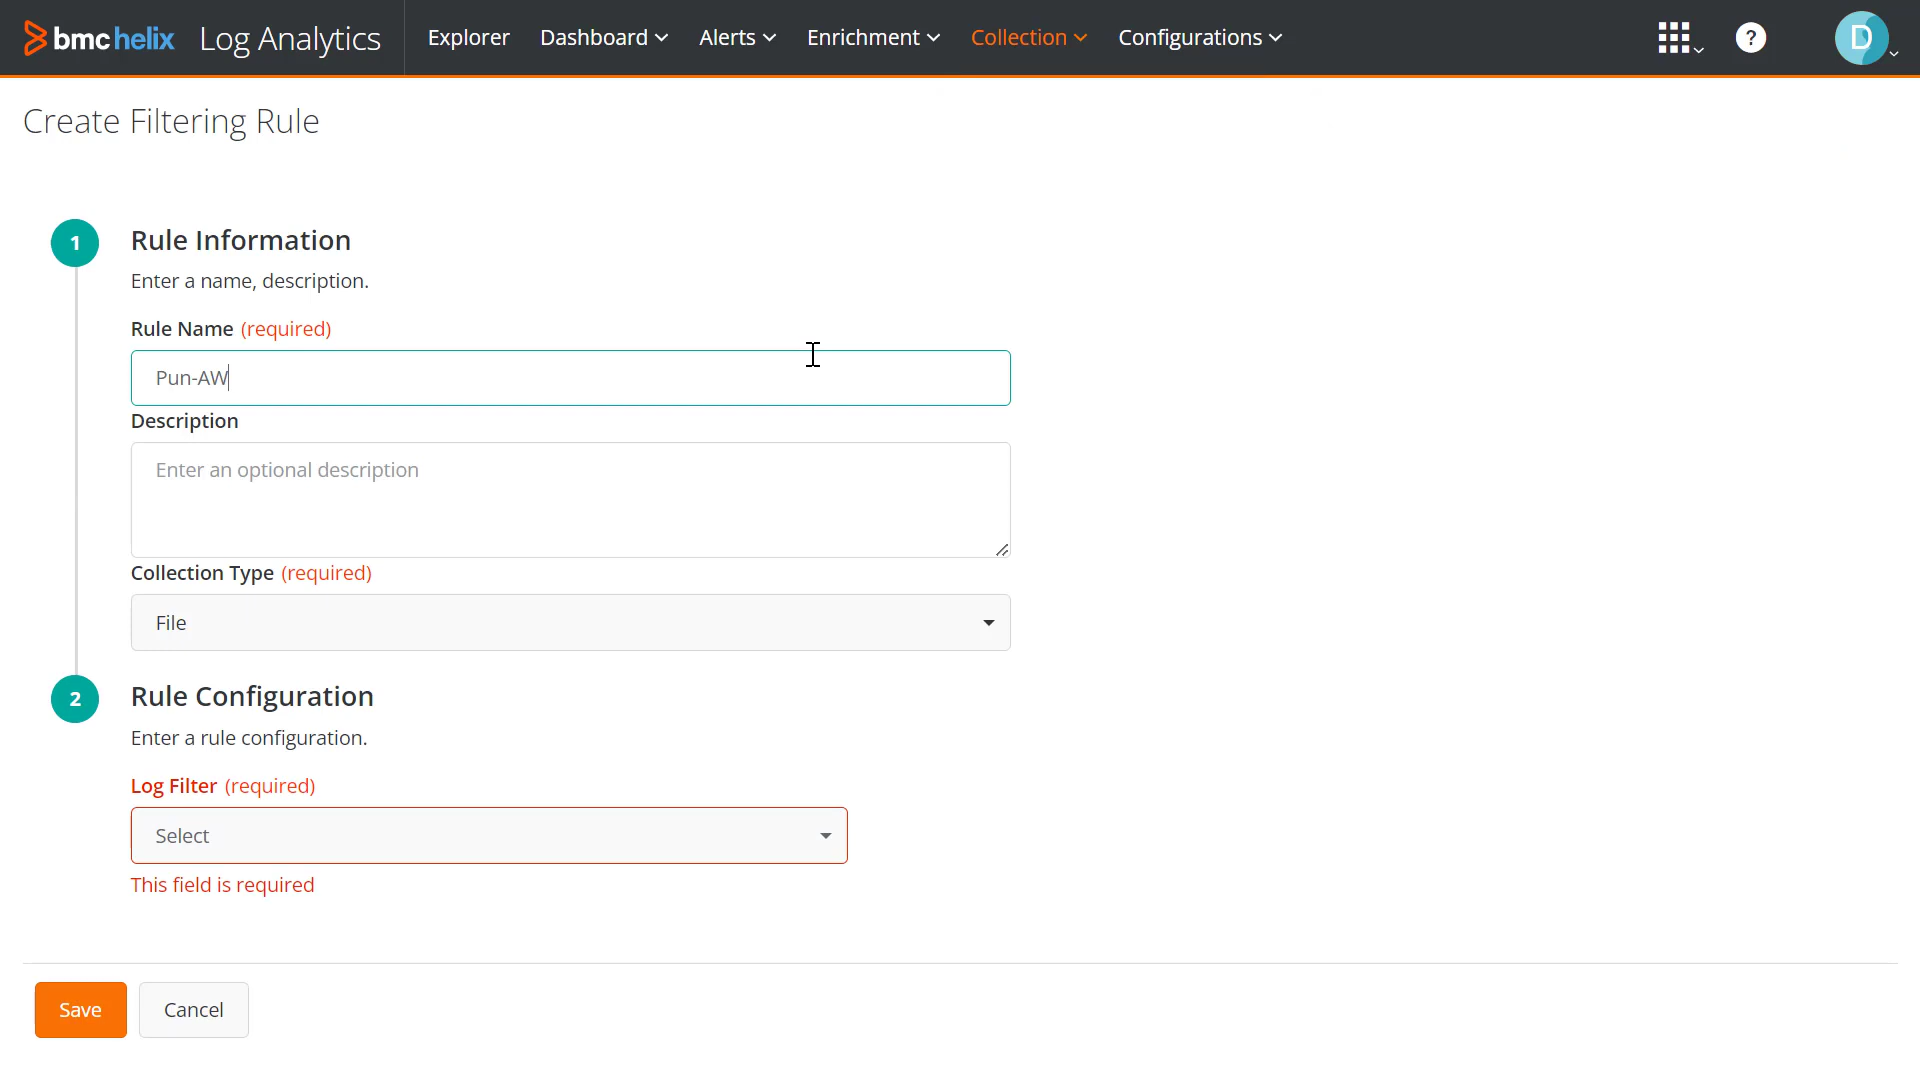 bmc helix Log Analytics Explorer Dashboard Alerts Enrichment Collection Configurations ? D
Create Filtering Rule
1 Rule Information
Enter a name, description.
Rule Name (required)
Pun-AW
Description
Enter an optional description
Collection Type (required)
File
2 Rule Configuration
Enter a rule configuration.
Log Filter (required)
Select
This field is required
Save Cancel